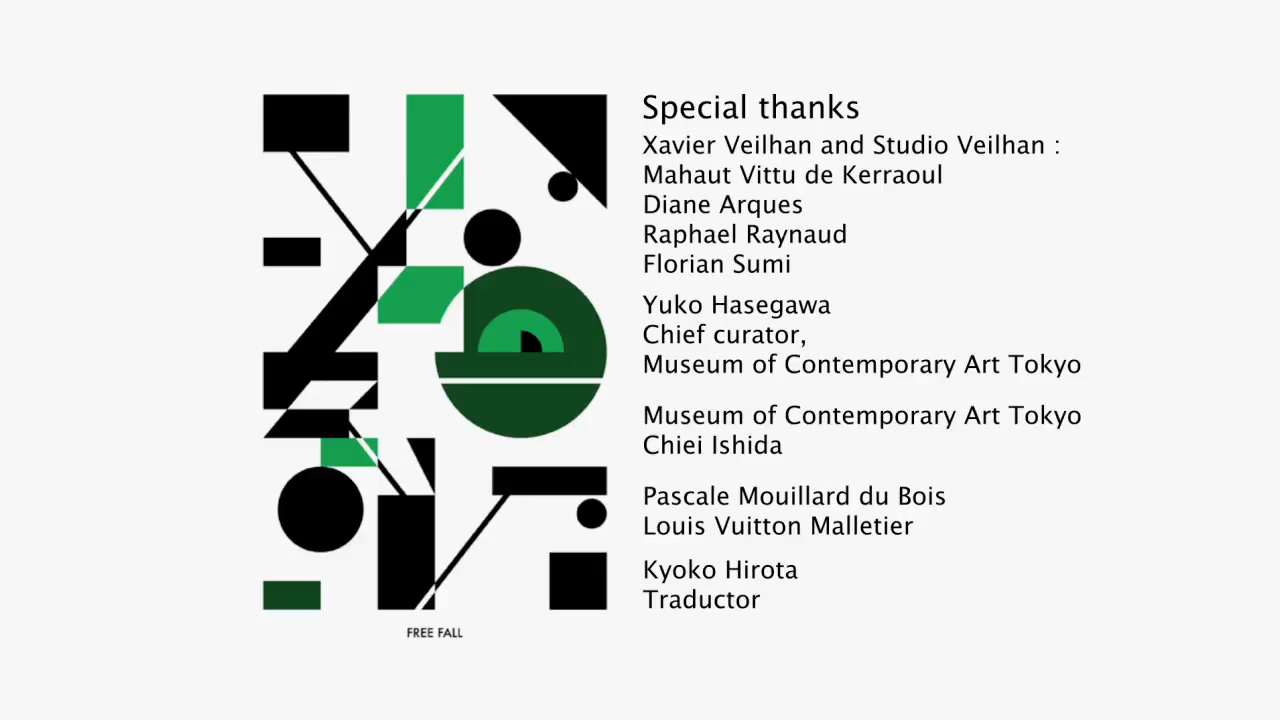 Special thanks
Xavier Veilhan and Studio Veilhan :
Mahaut Vittu de Kerraoul
Diane Arques
Raphael Raynaud
Florian Sumi
Yuko Hasegawa
Chief curator,
Museum of Contemporary Art Tokyo
Museum of Contemporary Art Tokyo
Chiei Ishida
Pascale Mouillard du Bois
Louis Vuitton Malletier
Kyoko Hirota
Traductor
FREE FALL